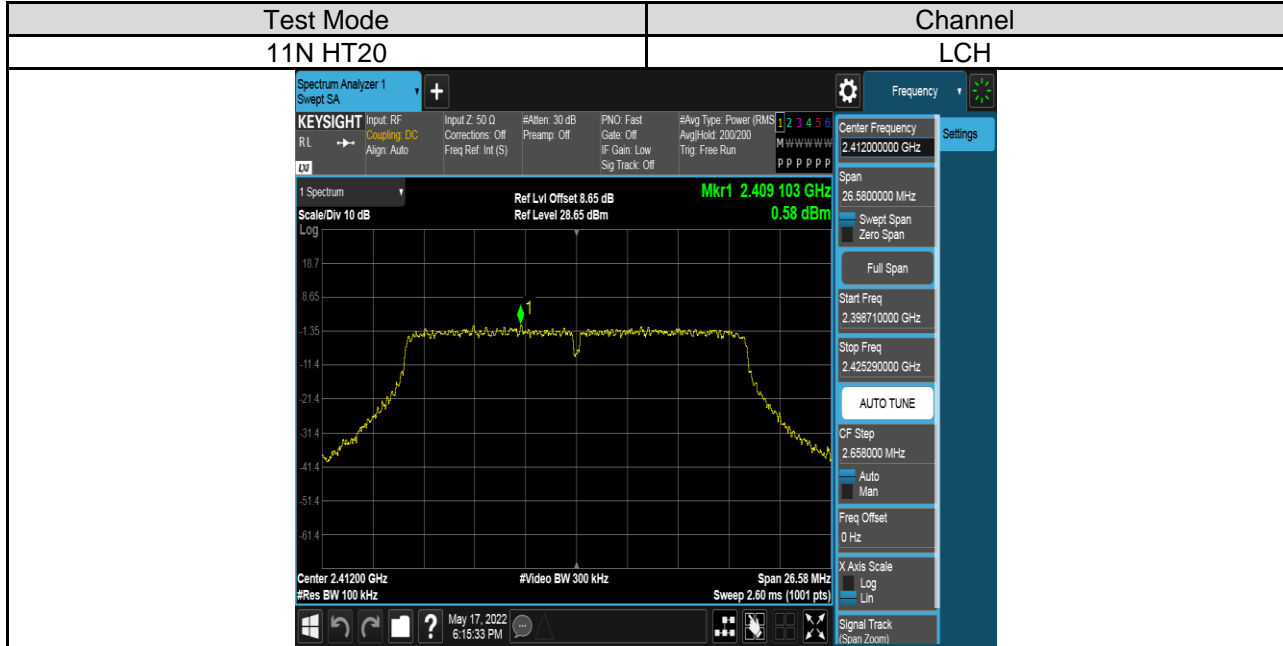 Test Mode Channel
11N HT20 LCH
Spectrum Analyzer 1
Swept SA
Frequency
KEYSIGHT Input: RF Input Z: 50 Ω #Atten: 30 dB PNO: Fast #Avg Type: Power (RMS 1 2 3 4 5 6
RL Coupling: DC Corrections: Off Preamp: Off Gate: Off Avg|Hold: 200/200 M W W W W W
Align: Auto Freq Ref: Int (S) IF Gain: Low Trig: Free Run
LXI Sig Track: Off P P P P P P
1 Spectrum
Ref Lvl Offset 8.65 dB Mkr1 2.409 103 GHz
Scale/Div 10 dB Ref Level 28.65 dBm 0.58 dBm
Log
18.7
8.65
1
-1.35
-11.4
-21.4
-31.4
-41.4
-51.4
-61.4
Center 2.41200 GHz #Video BW 300 kHz Span 26.58 MHz
#Res BW 100 kHz Sweep 2.60 ms (1001 pts)
Center Frequency
2.412000000 GHz
Settings
Span
26.5800000 MHz
Swept Span
Zero Span
Full Span
Start Freq
2.398710000 GHz
Stop Freq
2.425290000 GHz
AUTO TUNE
CF Step
2.658000 MHz
Auto
Man
Freq Offset
0 Hz
X Axis Scale
Log
Lin
Signal Track
(Span Zoom)
May 17, 2022
6:15:33 PM